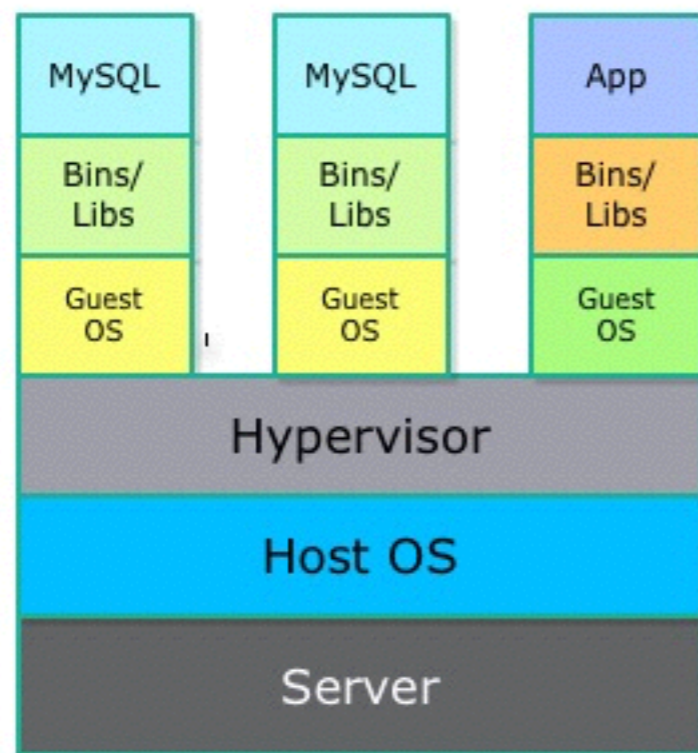 MySQL
MySQL
App
Bins/
Libs
Bins/
Libs
Bins/
Libs
Guest
OS
Guest
OS
Guest
OS
Hypervisor
Host OS
Server